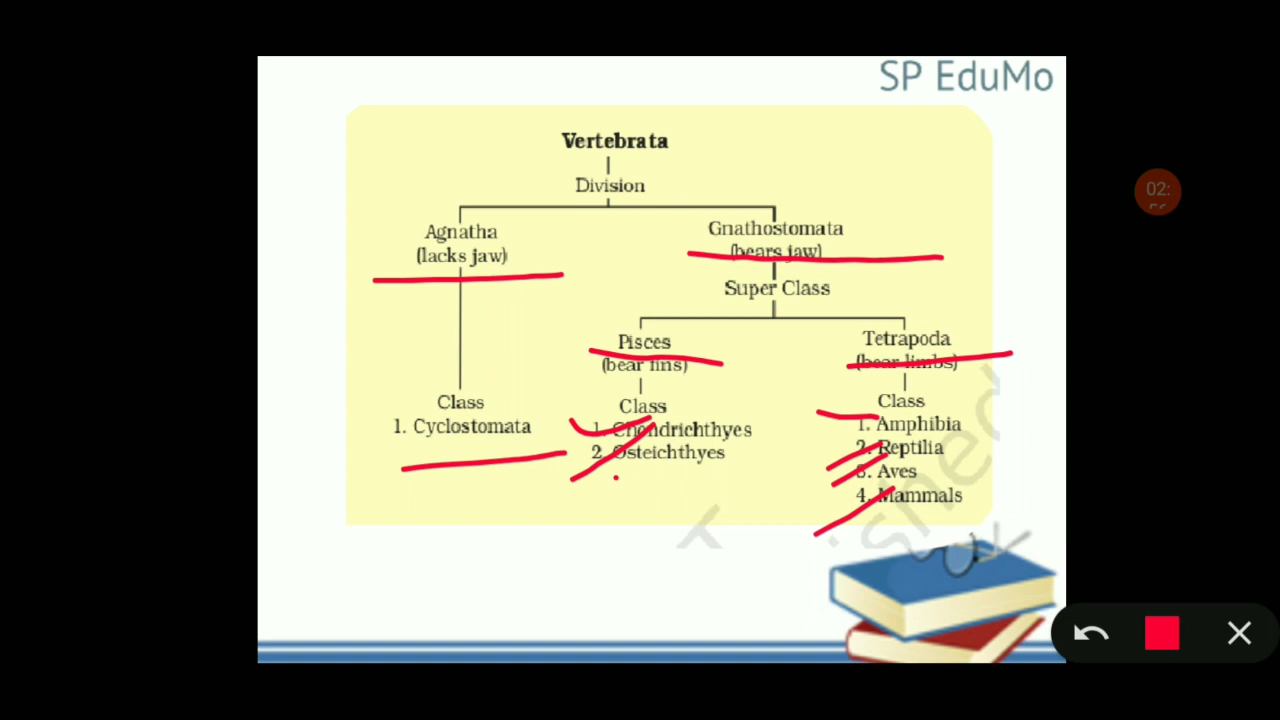 SP EduMo
Vertebrata
Division
Agnatha
(lacks jaw)
Gnathostomata
(bears jaw)
Super Class
Pisces
(bear fins)
Tetrapoda
(bear limbs)
Class
1. Cyclostomata
Class
1. Chondrichthyes
2. Osteichthyes
Class
1. Amphibia
2. Reptilia
3. Aves
4. Mammals
02: